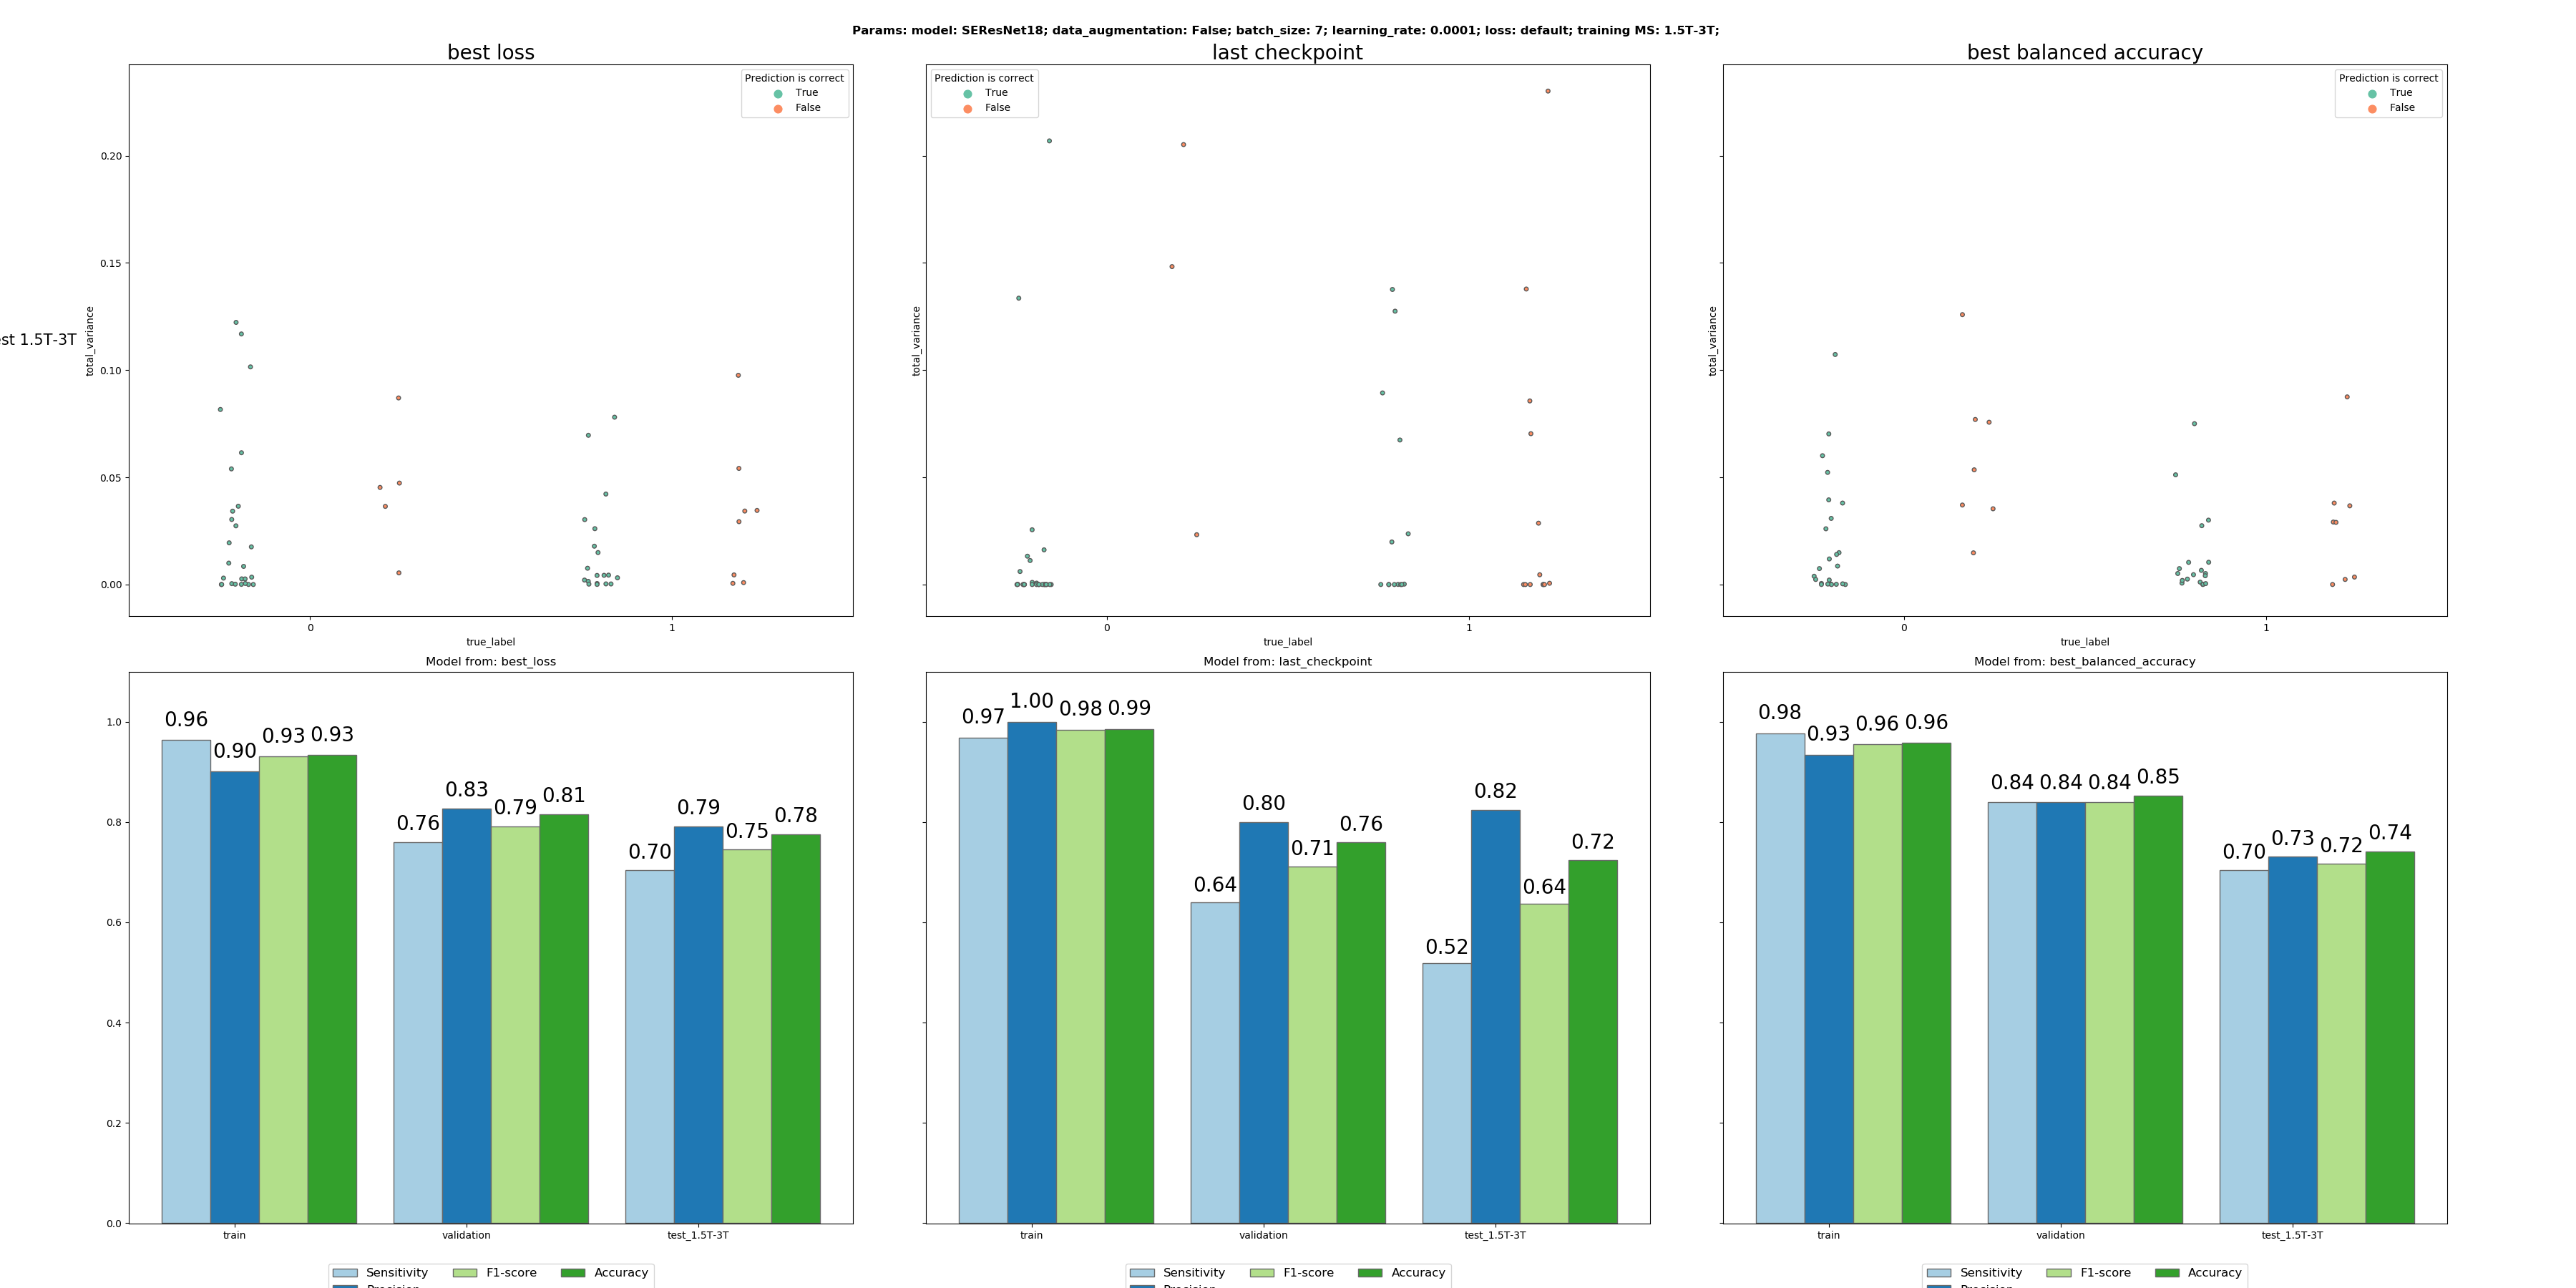 Params: model: SEResNet18; data_augmentation: False; batch_size: 7; learning_rate: 0.0001; loss: default; training MS: 1.5T-3T;
best loss
last checkpoint
best balanced accuracy
Prediction is correct
True
False
Prediction is correct
True
False
Prediction is correct
True
False
0.20
0.15
0.10
0.05
0.00
est 1.5T-3T
total_variance
total_variance
total_variance
0 1
0 1
0 1
true_label
true_label
true_label
Model from: best_loss
Model from: last_checkpoint
Model from: best_balanced_accuracy
1.0
0.8
0.6
0.4
0.2
0.0
0.96 0.90 0.93 0.93
0.76 0.83 0.79 0.81
0.70 0.79 0.75 0.78
0.97 1.00 0.98 0.99
0.64 0.80 0.71 0.76
0.52 0.82 0.64 0.72
0.98 0.93 0.96 0.96
0.84 0.84 0.84 0.85
0.70 0.73 0.72 0.74
train validation test_1.5T-3T
train validation test_1.5T-3T
train validation test_1.5T-3T
Sensitivity F1-score Accuracy
Precision
Sensitivity F1-score Accuracy
Precision
Sensitivity F1-score Accuracy
Precision